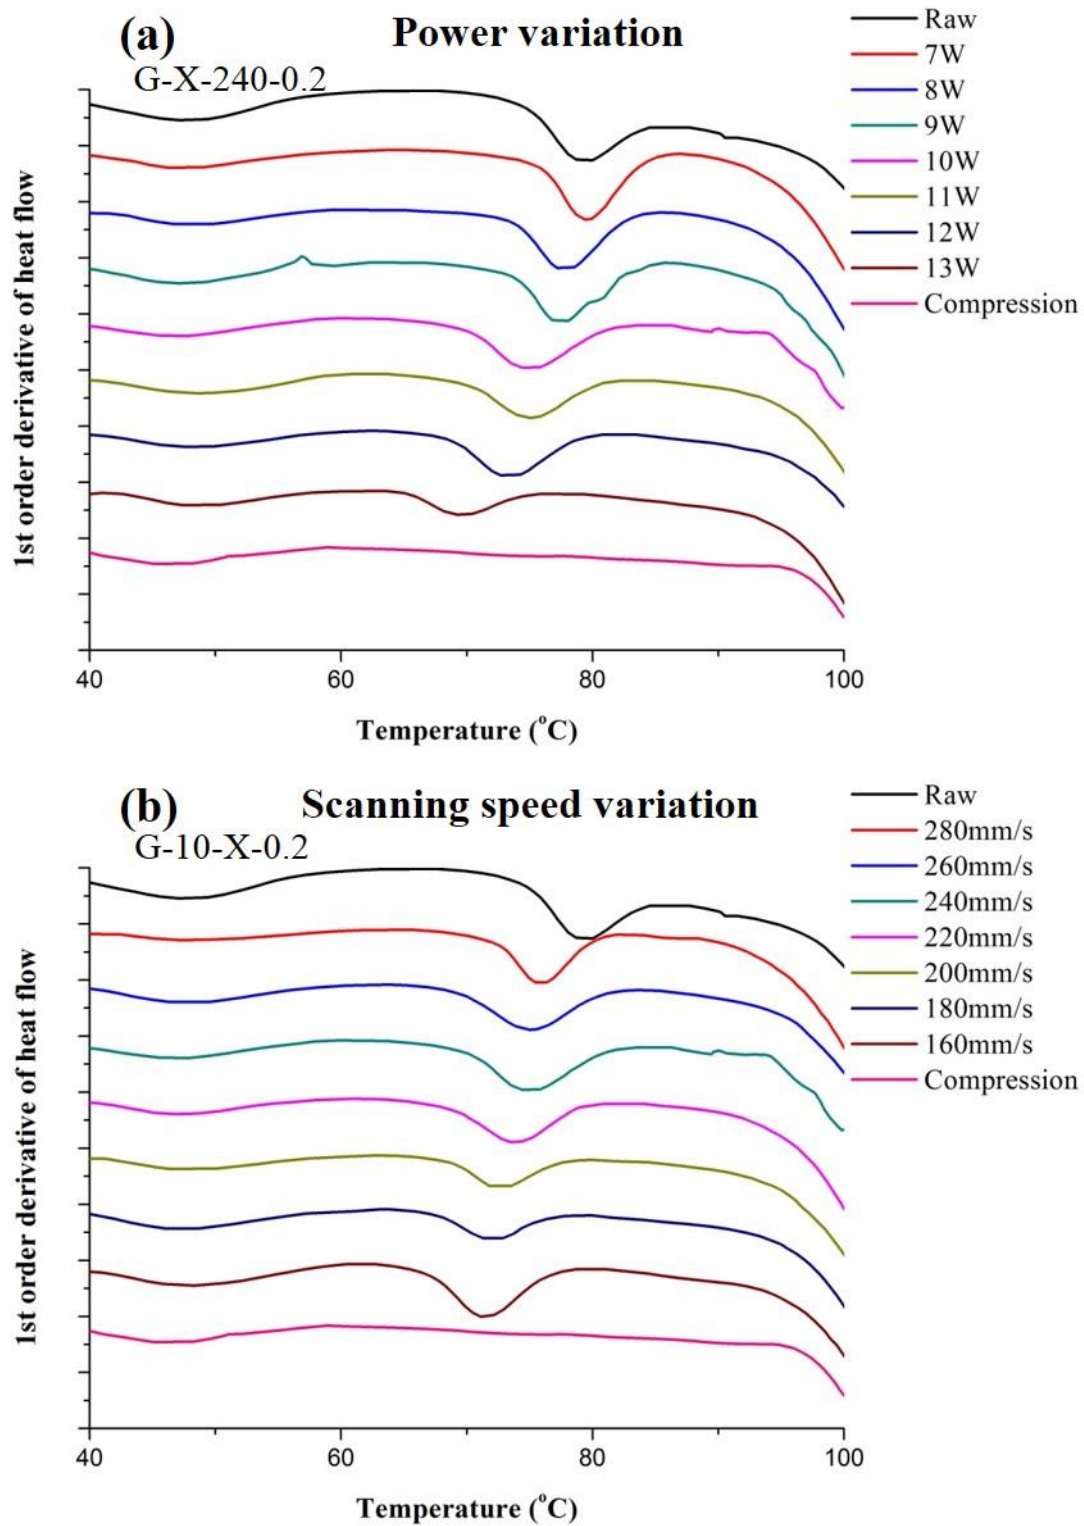 (a) Power variation
G-X-240-0.2
Raw
7W
8W
9W
10W
11W
12W
13W
Compression
1st order derivative of heat flow
40 60 80 100
Temperature (°C)
(b) Scanning speed variation
G-10-X-0.2
Raw
280mm/s
260mm/s
240mm/s
220mm/s
200mm/s
180mm/s
160mm/s
Compression
1st order derivative of heat flow
40 60 80 100
Temperature (°C)